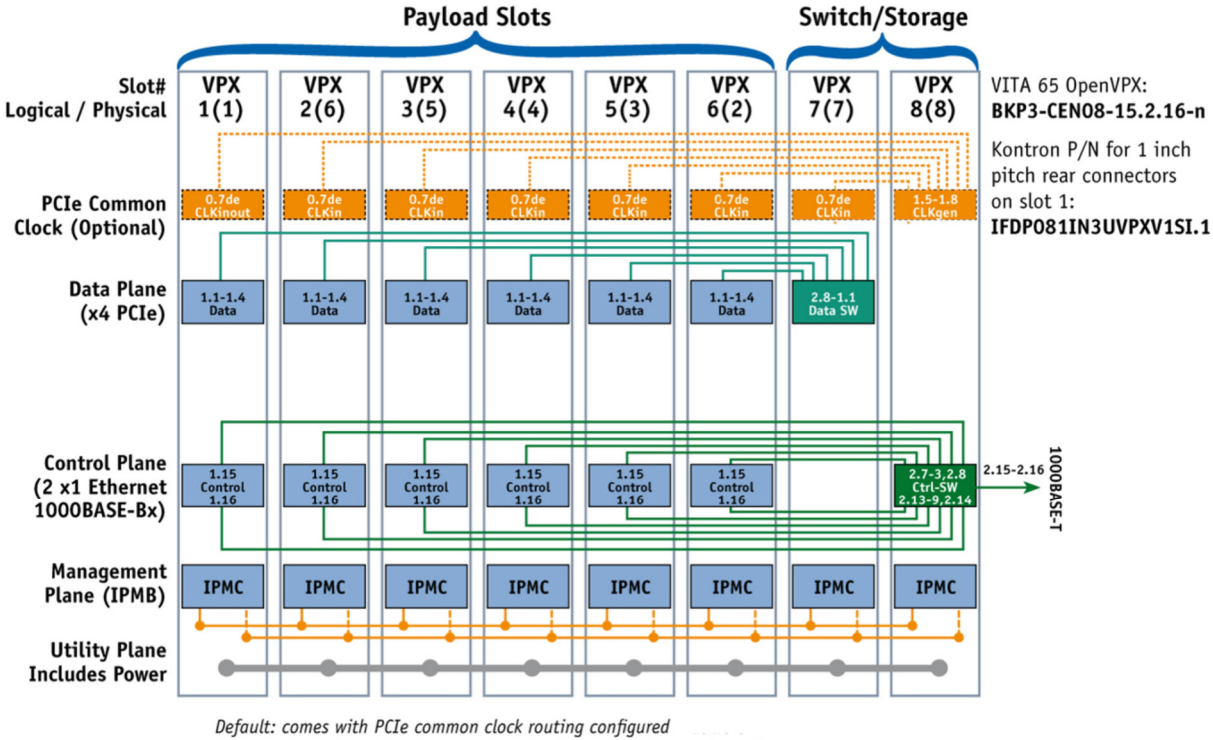 Payload Slots
Switch/Storage
Slot#
Logical / Physical
VPX
1(1)
VPX
2(6)
VPX
3(5)
VPX
4(4)
VPX
5(3)
VPX
6(2)
VPX
7(7)
VPX
8(8)
VITA 65 OpenVPX:
BKP3-CEN08-15.2.16-n
Kontron P/N for 1 inch
pitch rear connectors
on slot 1:
IFDP081IN3UVPXV1SI.1
PCIe Common
Clock (Optional)
0.7de
CLKinout
0.7de
CLKin
0.7de
CLKin
0.7de
CLKin
0.7de
CLKin
0.7de
CLKin
0.7de
CLKin
1.5-1.8
CLKgen
Data Plane
(x4 PCIe)
1.1-1.4
Data
1.1-1.4
Data
1.1-1.4
Data
1.1-1.4
Data
1.1-1.4
Data
1.1-1.4
Data
2.8-1.1
Data SW
Control Plane
(2 x1 Ethernet
1000BASE-Bx)
1.15
Control
1.16
1.15
Control
1.16
1.15
Control
1.16
1.15
Control
1.16
1.15
Control
1.16
1.15
Control
1.16
2.7-3,2.8
Ctrl-SW
2.13-9,2.14
2.15-2.16
1000BASE-T
Management
Plane (IPMB)
IPMC
IPMC
IPMC
IPMC
IPMC
IPMC
IPMC
IPMC
Utility Plane
Includes Power
Default: comes with PCIe common clock routing configured